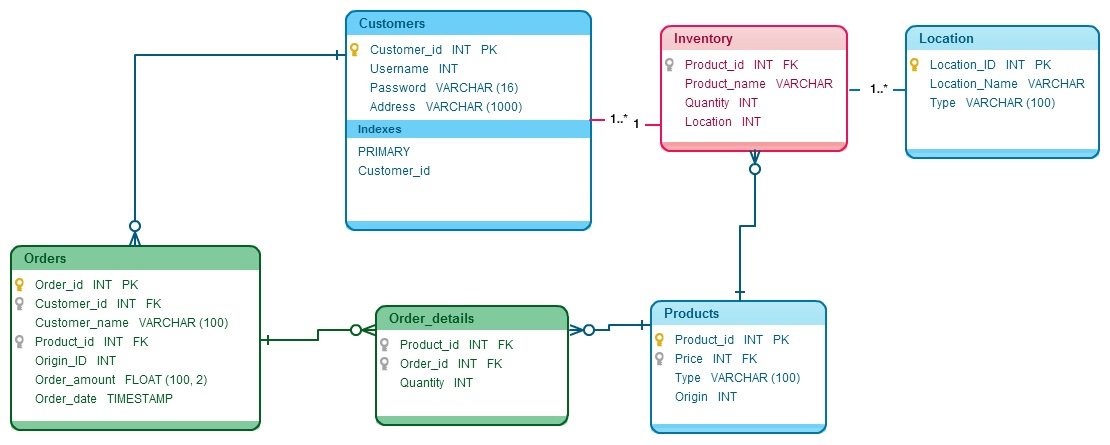 Customers
Customer_id INT PK
Username INT
Password VARCHAR (16)
Address VARCHAR (1000)
Indexes
PRIMARY
Customer_id
1..* 1
Inventory
Product_id INT FK
Product_name VARCHAR
Quantity INT
Location INT
1..*
Location
Location_ID INT PK
Location_Name VARCHAR
Type VARCHAR (100)
Orders
Order_id INT PK
Customer_id INT FK
Customer_name VARCHAR (100)
Product_id INT FK
Origin_ID INT
Order_amount FLOAT (100, 2)
Order_date TIMESTAMP
Order_details
Product_id INT FK
Order_id INT FK
Quantity INT
Products
Product_id INT PK
Price INT FK
Type VARCHAR (100)
Origin INT